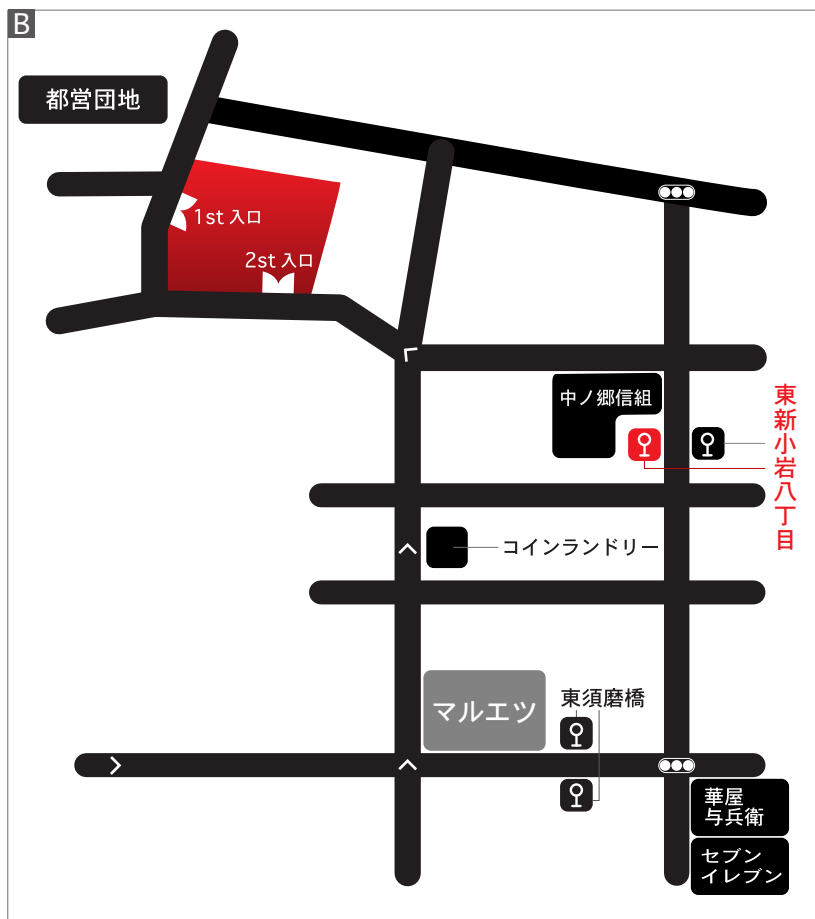 B
都営団地
1st 入口
2st 入口
中ノ郷信組
東新小岩八丁目
コインランドリー
マルエツ
東須磨橋
華屋
与兵衛
セブン
イレブン